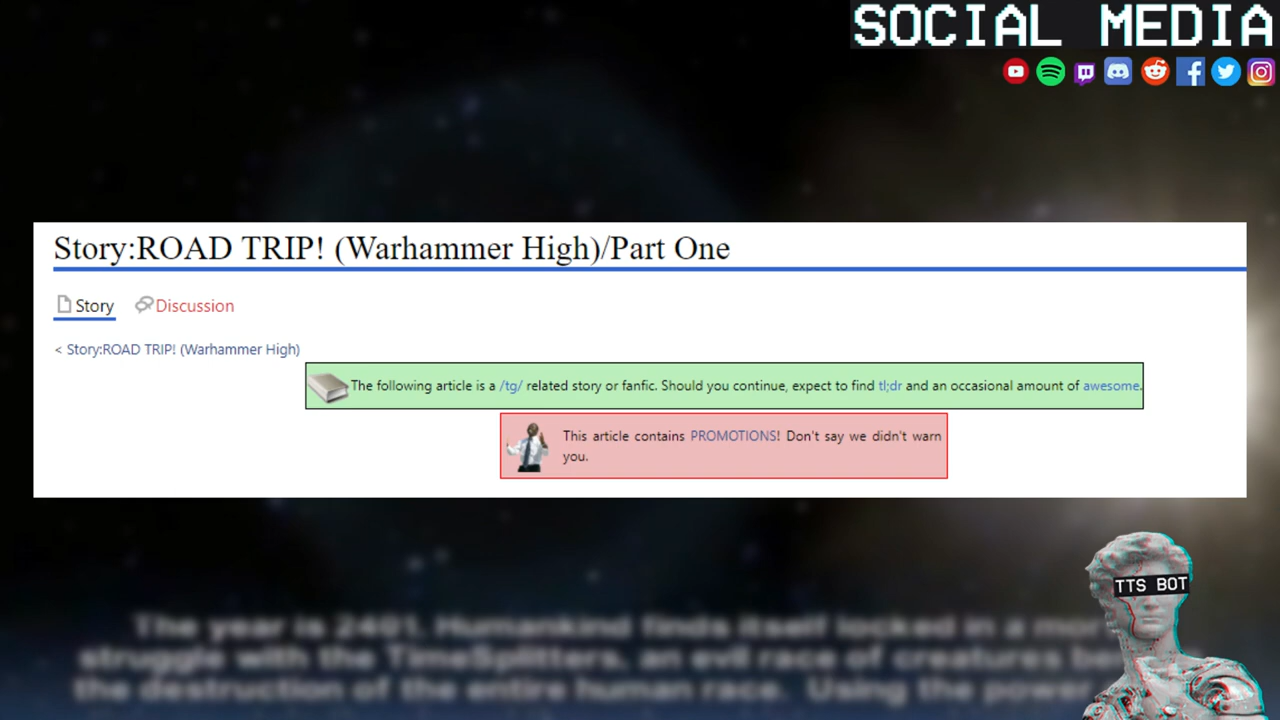 SOCIAL MEDIA
Story:ROAD TRIP! (Warhammer High)/Part One
Story
Discussion
< Story:ROAD TRIP! (Warhammer High)
The following article is a /tg/ related story or fanfic. Should you continue, expect to find tl;dr and an occasional amount of awesome.
This article contains PROMOTIONS! Don't say we didn't warn
you.
TTS BOT
The year is 2401. Humankind finds itself locked in a
struggle with the TimeSplitters, an evil race of creatures
the destruction of the entire human race. Using the power